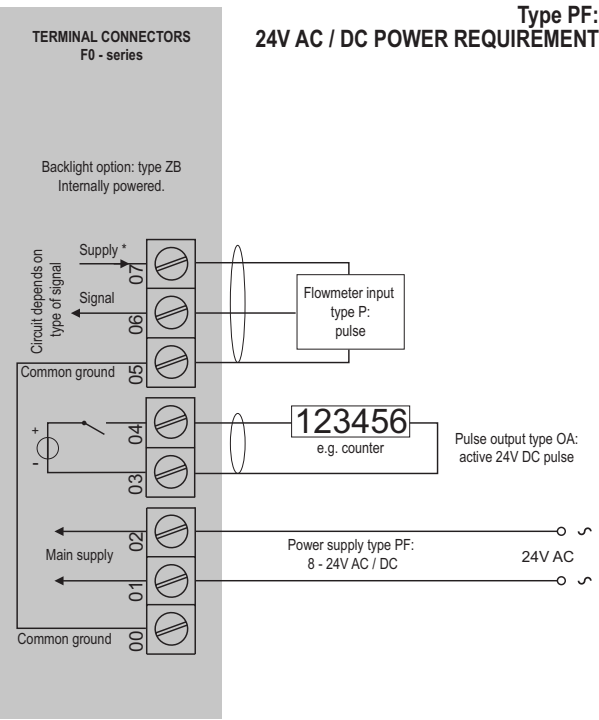 Type PF:
24V AC / DC POWER REQUIREMENT
TERMINAL CONNECTORS
F0 - series
Backlight option: type ZB
Internally powered.
Circuit depends on
type of signal
Supply *
07
Signal
06
Common ground
05
Flowmeter input
type P:
pulse
+
-
04
03
123456
e.g. counter
Pulse output type OA:
active 24V DC pulse
02
Main supply
01
Power supply type PF:
8 - 24V AC / DC
24V AC
Common ground
00